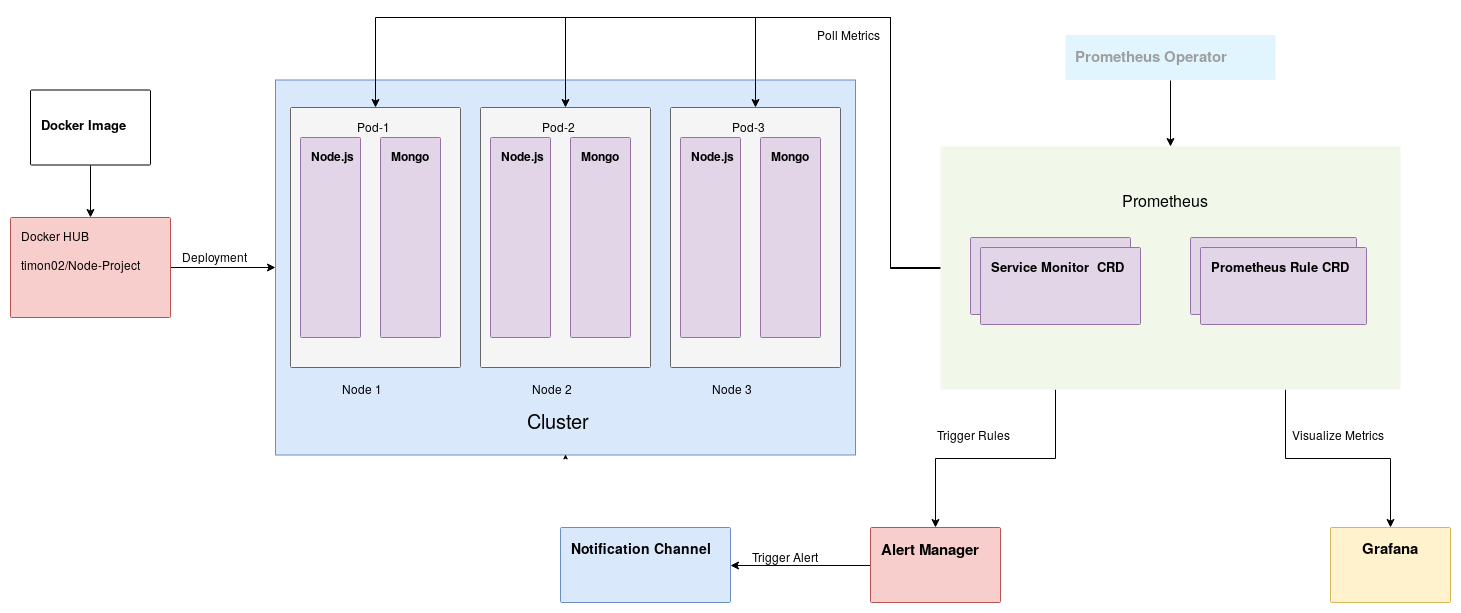 Poll Metrics
Prometheus Operator
Docker Image
Pod-1
Pod-2
Pod-3
Node.js
Mongo
Node.js
Mongo
Node.js
Mongo
Prometheus
Docker HUB
timon02/Node-Project
Deployment
Service Monitor CRD
Prometheus Rule CRD
Node 1
Node 2
Node 3
Cluster
Trigger Rules
Visualize Metrics
Notification Channel
Trigger Alert
Alert Manager
Grafana